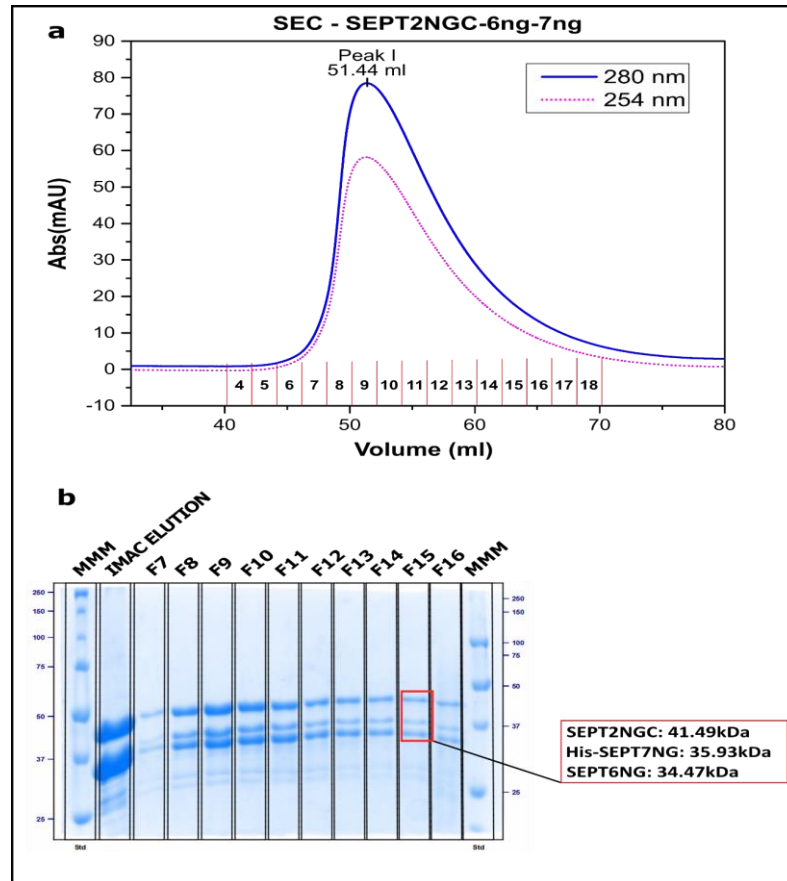 a
SEC - SEPT2NGC-6ng-7ng
90
80
70
60
50
40
30
20
10
0
-10
Abs(mAU)
Peak I
51.44 ml
280 nm
254 nm
4 5 6 7 8 9 10 11 12 13 14 15 16 17 18
40 50 60 70 80
Volume (ml)
b
MMM IMAC ELUTION F7 F8 F9 F10 F11 F12 F13 F14 F15 F16 MMM
260
150
100
75
50
37
25
260
150
100
75
50
37
25
Std
Std
SEPT2NGC: 41.49kDa
His-SEPT7NG: 35.93kDa
SEPT6NG: 34.47kDa